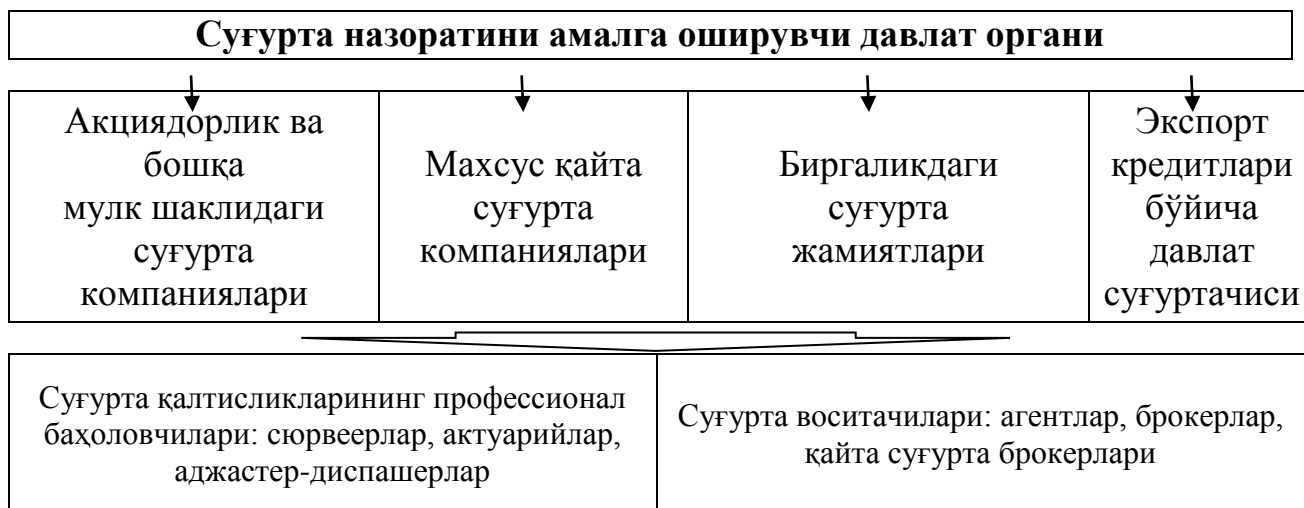 Суғурта назоратини амалга оширувчи давлат органи
Акциядорлик ва
бошқа
мулк шаклидаги
суғурта
компаниялари
Махсус қайта
суғурта
компаниялари
Биргаликдаги
суғурта
жамиятлари
Экспорт
кредитлари
бўйича
давлат
суғуртачиси
Суғурта қалтисликларининг профессионал
баҳоловчилари: сюрвеерлар, актуарийлар,
аджастер-диспашерлар
Суғурта воситачилари: агентлар, брокерлар,
қайта суғурта брокерлари